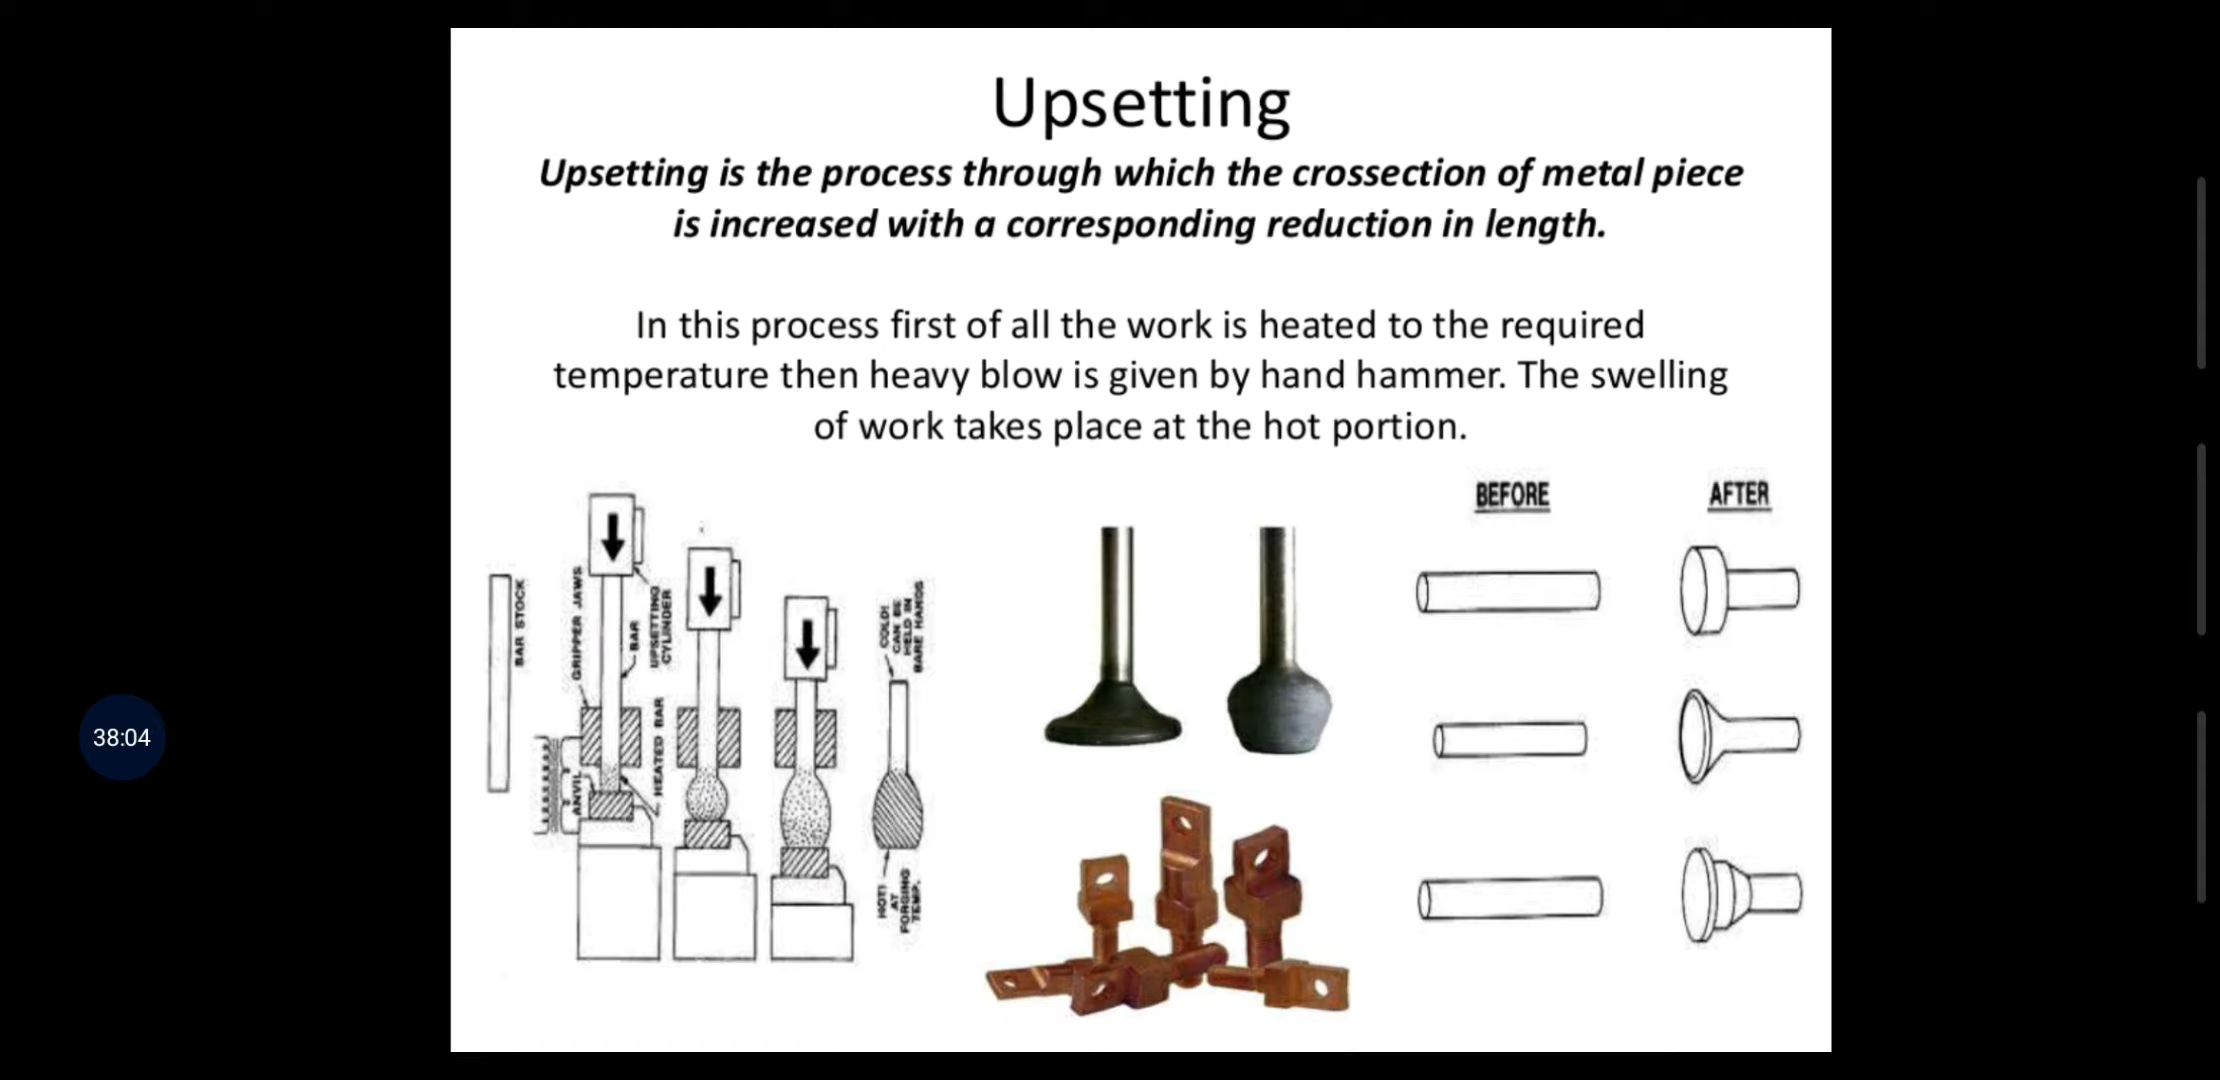 Upsetting
Upsetting is the process through which the crossection of metal piece
is increased with a corresponding reduction in length.
In this process first of all the work is heated to the required
temperature then heavy blow is given by hand hammer. The swelling
of work takes place at the hot portion.
BAR STOCK
GRIPPER JAWS
BAR
UPSETTING
CYLINDER
ANVIL
HEATED BAR
COLD!
CAN BE
HELD IN
BARE HANDS
HOT!
AT
FORGING
TEMP.
BEFORE
AFTER
38:04